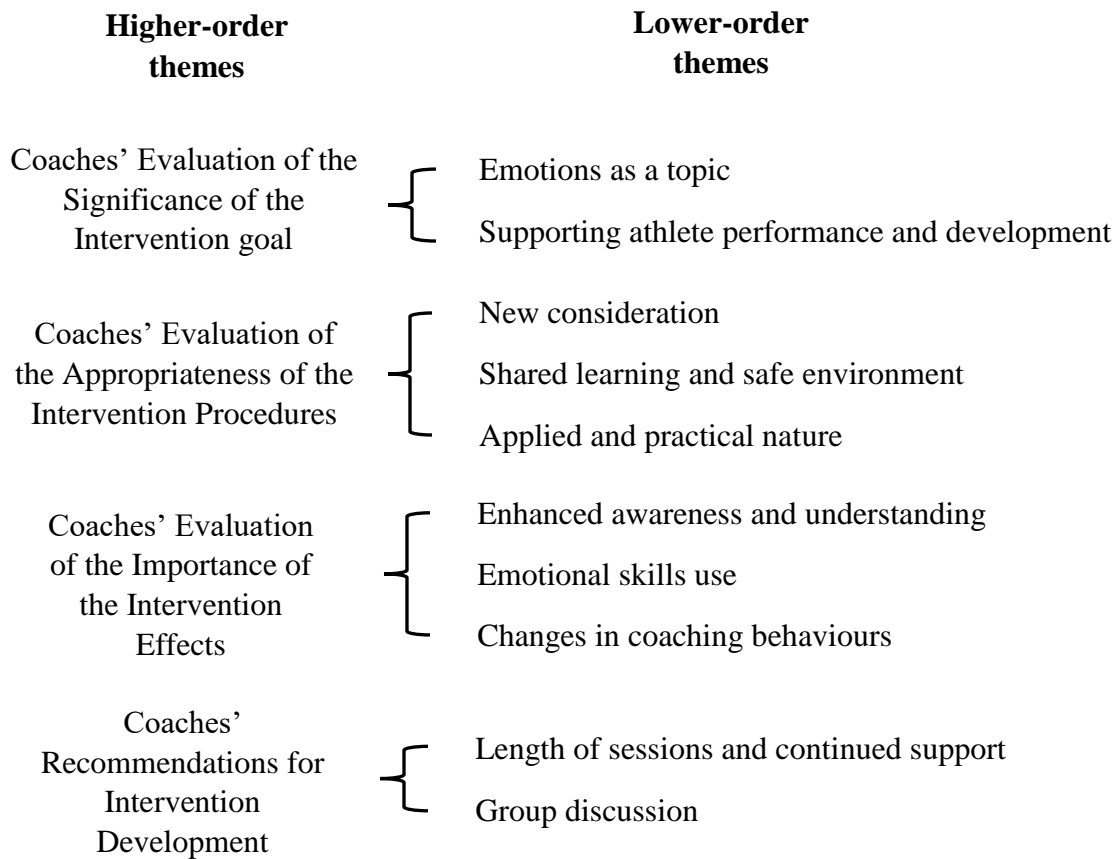 Higher-order
themes
Lower-order
themes
Coaches’ Evaluation of the
Significance of the
Intervention goal
Emotions as a topic
Supporting athlete performance and development
Coaches’ Evaluation of
the Appropriateness of the
Intervention Procedures
New consideration
Shared learning and safe environment
Applied and practical nature
Coaches’ Evaluation
of the Importance of
the Intervention
Effects
Enhanced awareness and understanding
Emotional skills use
Changes in coaching behaviours
Coaches’
Recommendations for
Intervention
Development
Length of sessions and continued support
Group discussion